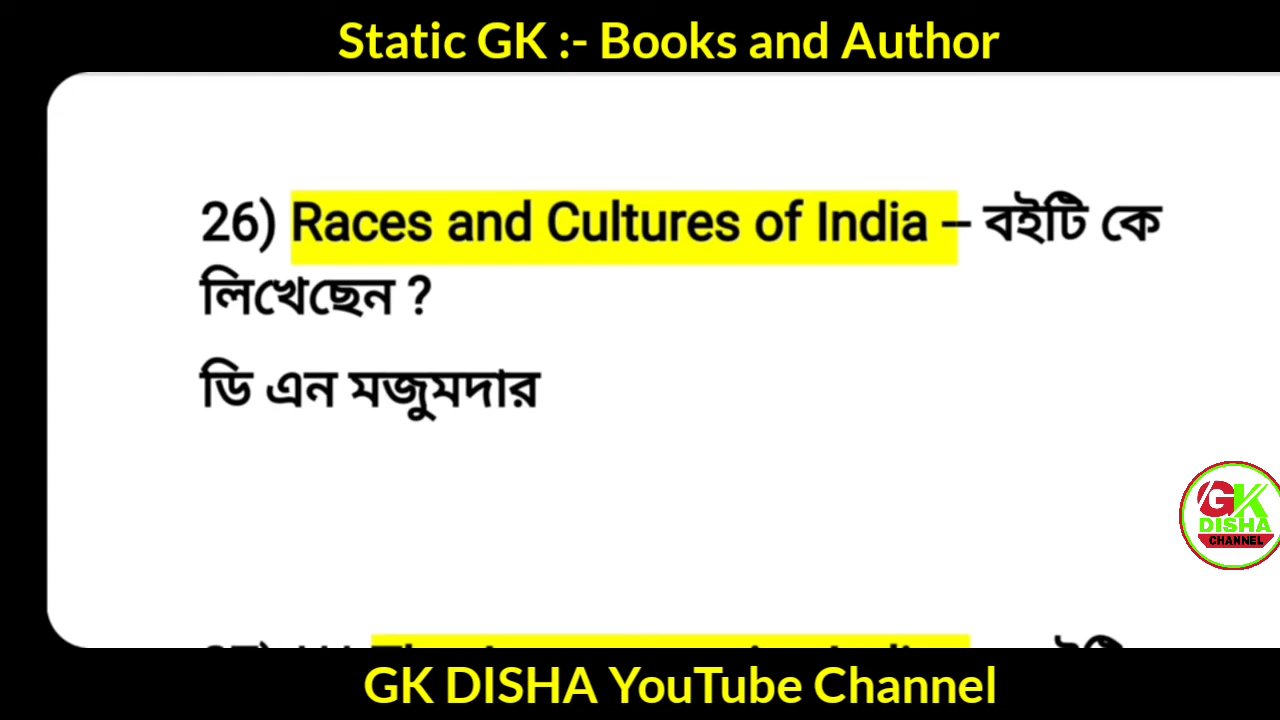 Static GK :- Books and Author
26) Races and Cultures of India – বইটি কে
লিখেছেন ?
ডি এন মজুমদার
GK
DISHA
CHANNEL
GK DISHA YouTube Channel